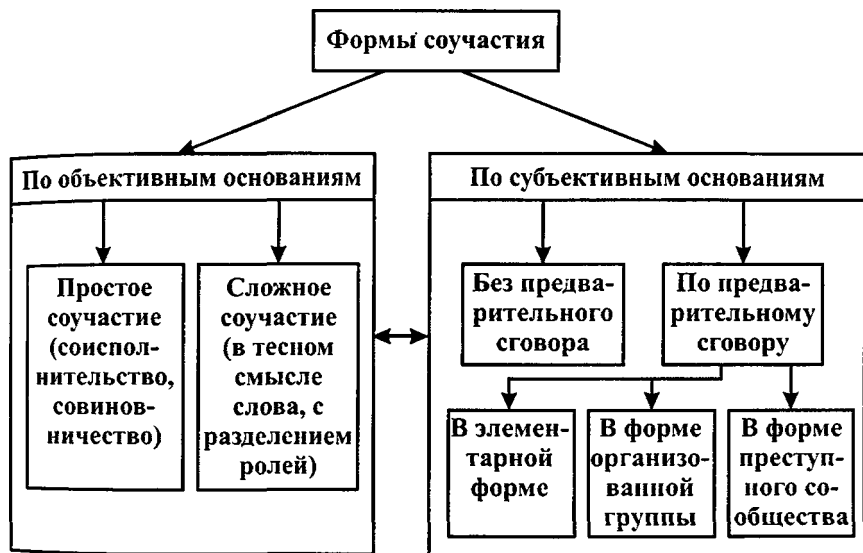 Формы соучастия
По объективным основаниям
Простое
соучастие
(соиспол-
нительство,
совинов-
ничество)
Сложное
соучастие
(в тесном
смысле
слова, с
разделением
ролей)
По субъективным основаниям
Без предва-
рительного
сговора
По предва-
рительному
сговору
В элемен-
тарной
форме
В форме
организо-
ванной
группы
В форме
преступ-
ного со-
общества